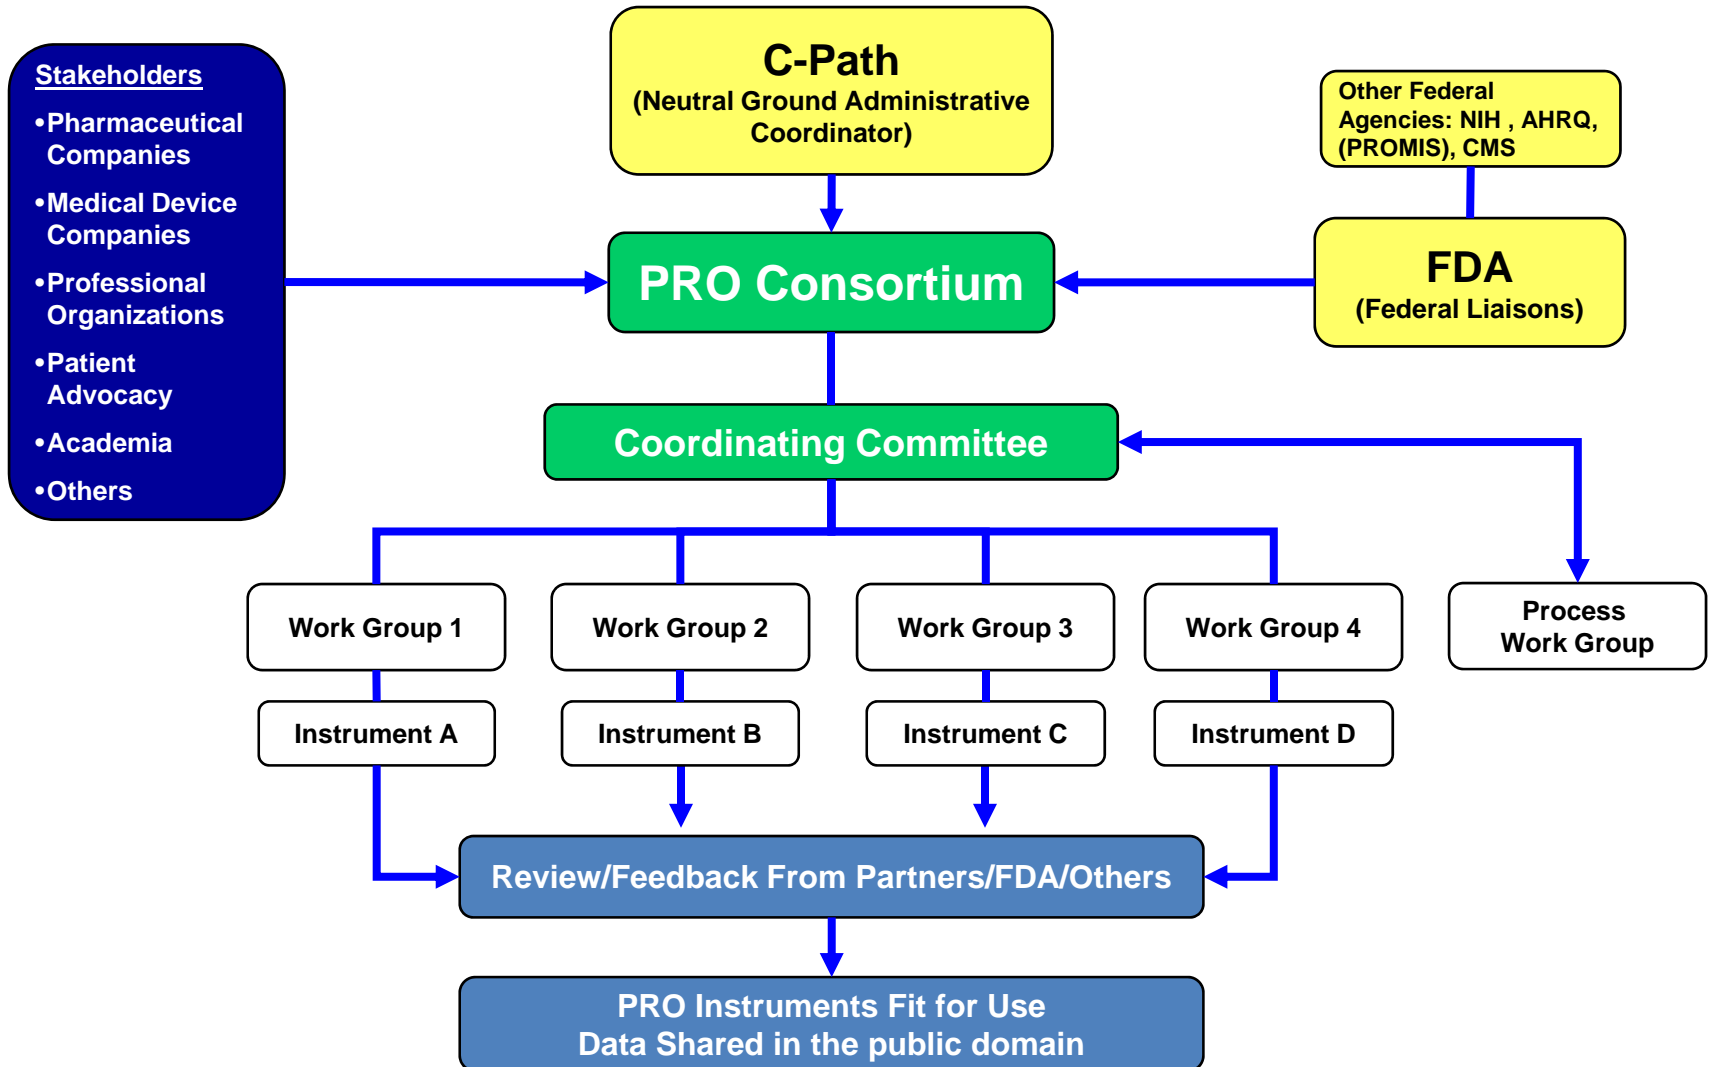 Stakeholders
•Pharmaceutical
Companies
•Medical Device
Companies
•Professional
Organizations
•Patient
Advocacy
•Academia
•Others
C-Path
(Neutral Ground Administrative
Coordinator)
Other Federal
Agencies: NIH , AHRQ,
(PROMIS), CMS
PRO Consortium
FDA
(Federal Liaisons)
Coordinating Committee
Work Group 1
Work Group 2
Work Group 3
Work Group 4
Process
Work Group
Instrument A
Instrument B
Instrument C
Instrument D
Review/Feedback From Partners/FDA/Others
PRO Instruments Fit for Use
Data Shared in the public domain